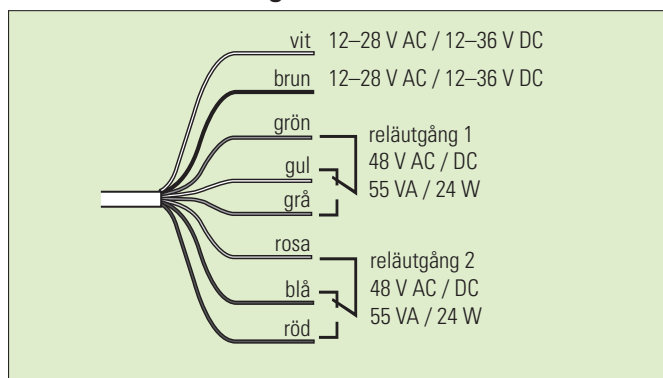 vit 12–28 V AC / 12–36 V DC
brun 12–28 V AC / 12–36 V DC
grön
gul
grå
reläutgång 1
48 V AC / DC
55 VA / 24 W
rosa
blå
röd
reläutgång 2
48 V AC / DC
55 VA / 24 W